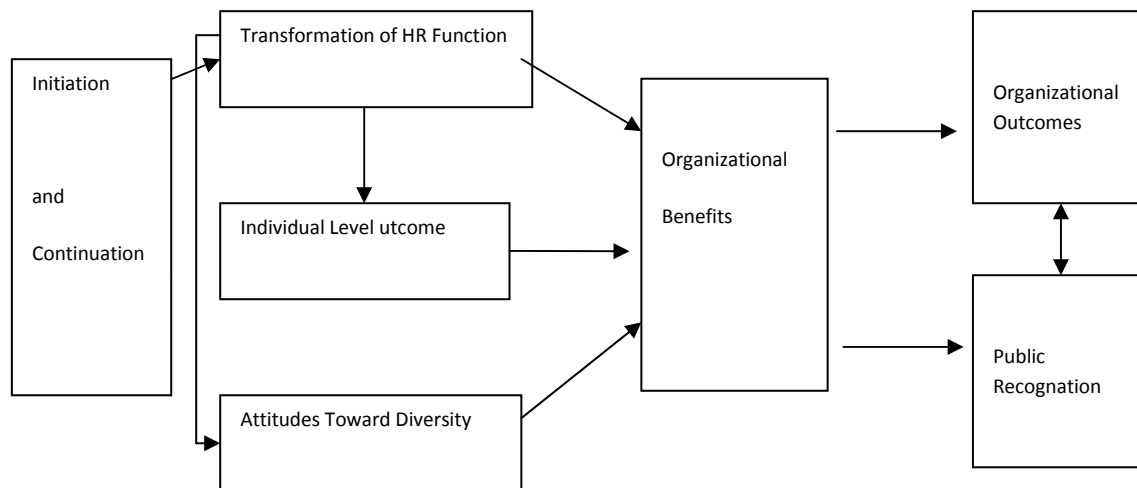 Initiation
and
Continuation
Transformation of HR Function
Individual Level utcome
Attitudes Toward Diversity
Organizational
Benefits
Organizational
Outcomes
Public
Recognation